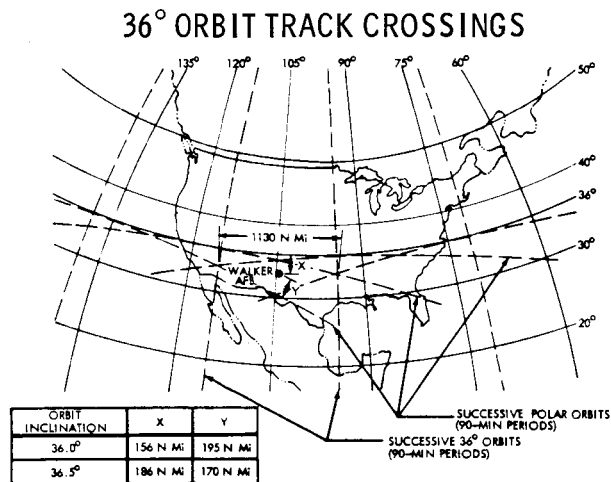 36° ORBIT TRACK CROSSINGS
135° 120° 105° 90° 75° 60°
50°
40°
36°
30°
20°
1130 N Mi
X
WALKER
AFB
Y
SUCCESSIVE POLAR ORBITS
(90-MIN PERIODS)
SUCCESSIVE 36° ORBITS
(90-MIN PERIODS)
ORBIT
INCLINATION X Y
36.0° 156 N Mi 195 N Mi
36.5° 186 N Mi 170 N Mi